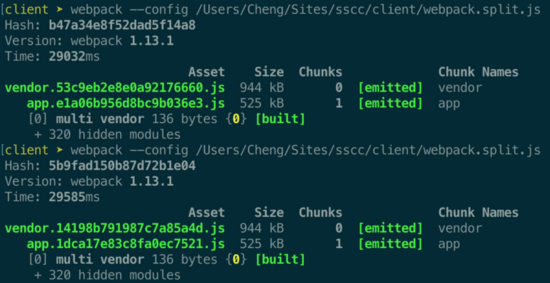 [client ➤ webpack --config /Users/Cheng/Sites/sscc/client/webpack.split.js
Hash: b47a34e8f52dad5f14a8
Version: webpack 1.13.1
Time: 29032ms
Asset Size Chunks Chunk Names
vendor.53c9eb2e8e0a92176660.js 944 kB 0 [emitted] vendor
app.e1a06b956d8bc9b036e3.js 525 kB 1 [emitted] app
[0] multi vendor 136 bytes {0} [built]
+ 320 hidden modules
[client ➤ webpack --config /Users/Cheng/Sites/sscc/client/webpack.split.js
Hash: 5b9fad150b87d72b1e04
Version: webpack 1.13.1
Time: 29585ms
Asset Size Chunks Chunk Names
vendor.14198b791987c7a85a4d.js 944 kB 0 [emitted] vendor
app.1dca17e83c8fa0ec7521.js 525 kB 1 [emitted] app
[0] multi vendor 136 bytes {0} [built]
+ 320 hidden modules